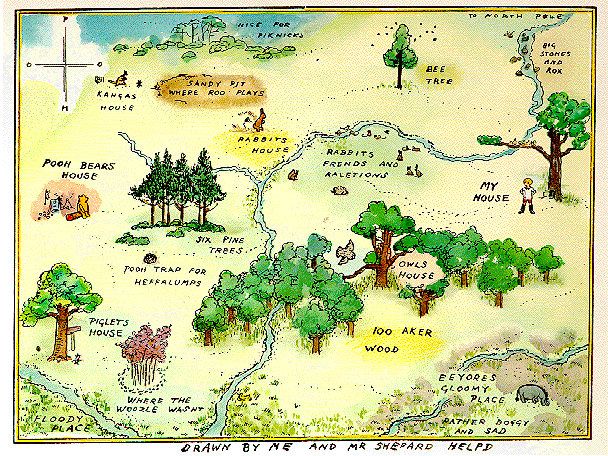 TO NORTH POLE
NICE FOR
PIKNICKS
BIG
STONES
AND
ROX
P
O
O
H
BEE
TREE
KANGAS
HOUSE
SANDY PIT
WHERE ROO PLAYS
RABBITS
HOUSE
RABBITS
FRENDS AND
RALETIONS
POOH BEARS
HOUSE
MY
HOUSE
SIX PINE
TREES
POOH TRAP FOR
HEFFALUMPS
OWLS
HOUSE
PIGLETS
HOUSE
100 AKER
WOOD
WHERE THE
WOOZLE WASNT
FLOODY
PLACE
EEYORES
GLOOMY
PLACE
RATHER BOGGY
AND SAD
DRAWN BY ME AND MR SHEPARD HELPD